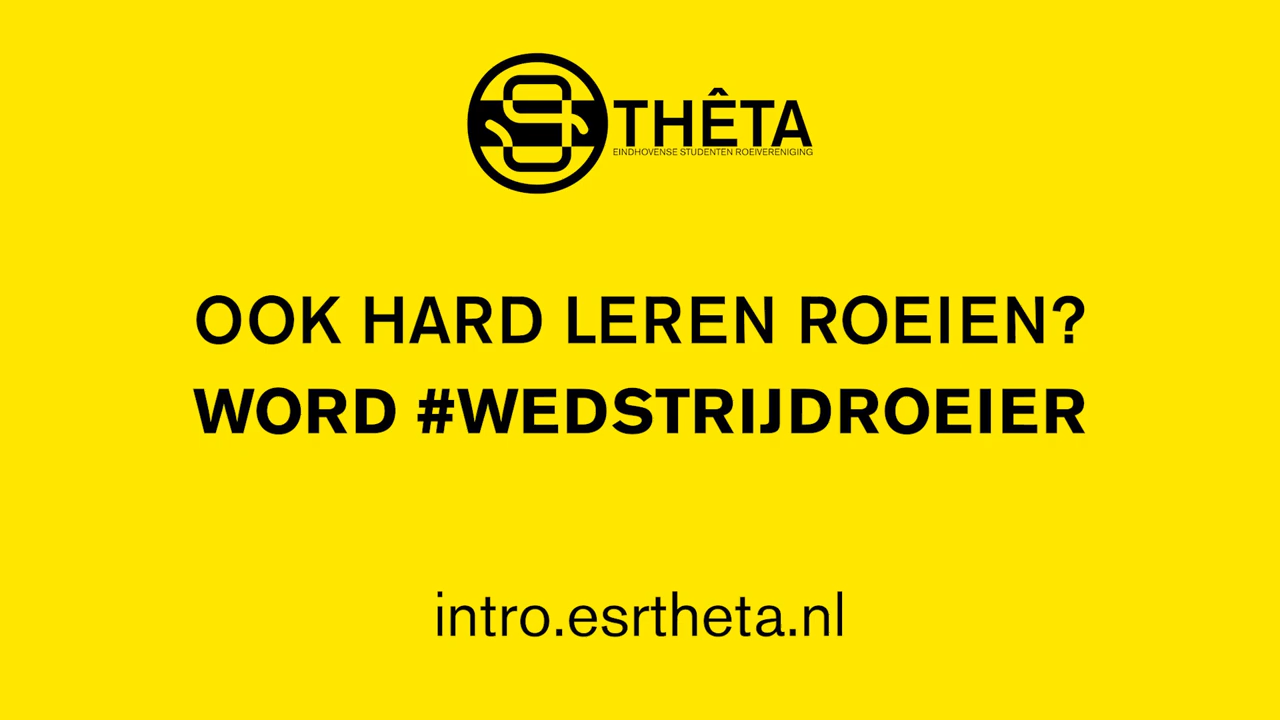 THÊTA
EINDHOVENSE STUDENTEN ROEIVERENIGING
OOK HARD LEREN ROEIEN?
WORD #WEDSTRIJDROEIER
intro.esrtheta.nl